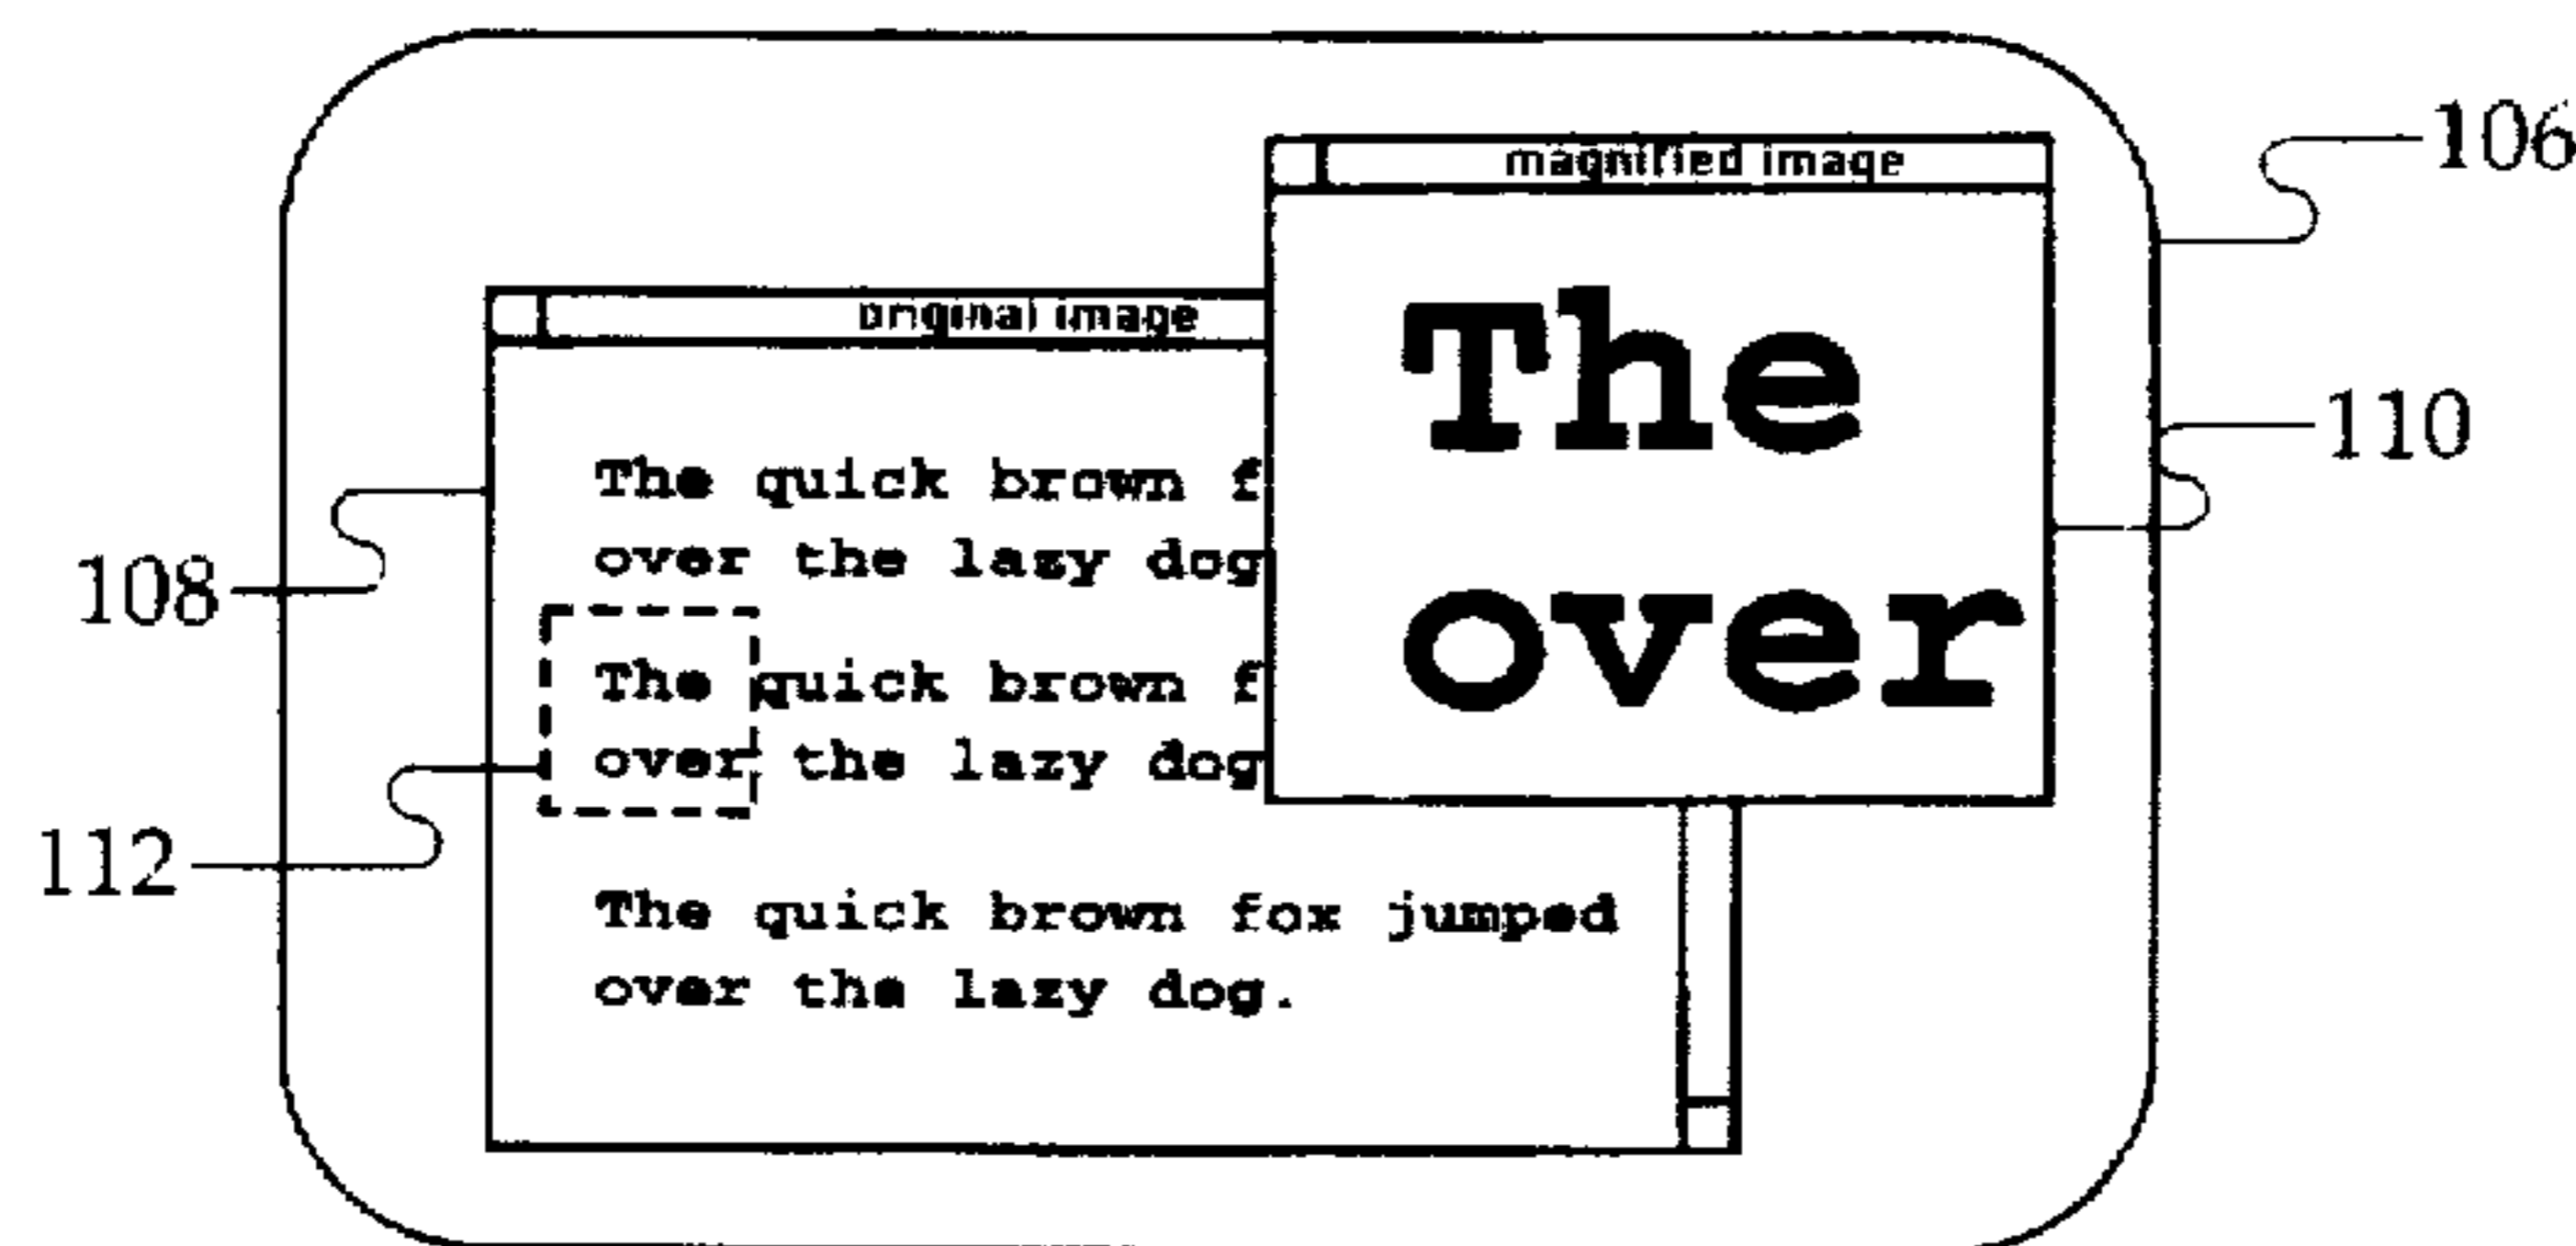 106
magnified image
The
over
110
original image
The quick brown f
over the lazy dog
The quick brown f
over the lazy dog
The quick brown fox jumped
over the lazy dog.
108
112